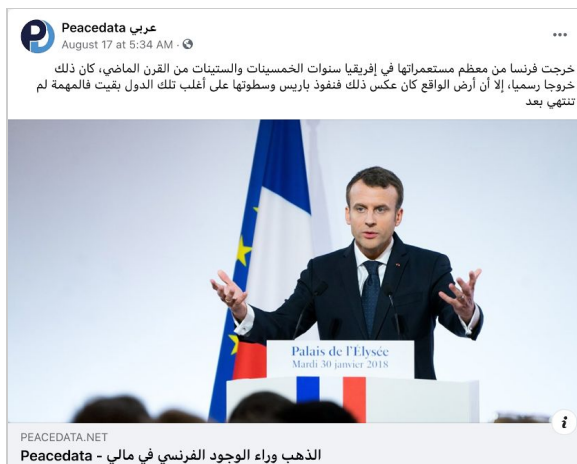 Peacedata عربي
August 17 at 5:34 AM ·
خرجت فرنسا من معظم مستعمراتها في إفريقيا سنوات الخمسينات والستينات من القرن الماضي، كان ذلك
خروجا رسميا، إلا أن أرض الواقع كان عكس ذلك فنفوذ باريس وسطوتها على أغلب تلك الدول بقيت فالمهمة لم
تنتهي بعد
Palais de l'Élysée
Mardi 30 janvier 2018
PEACEDATA.NET
الذهب وراء الوجود الفرنسي في مالي - Peacedata